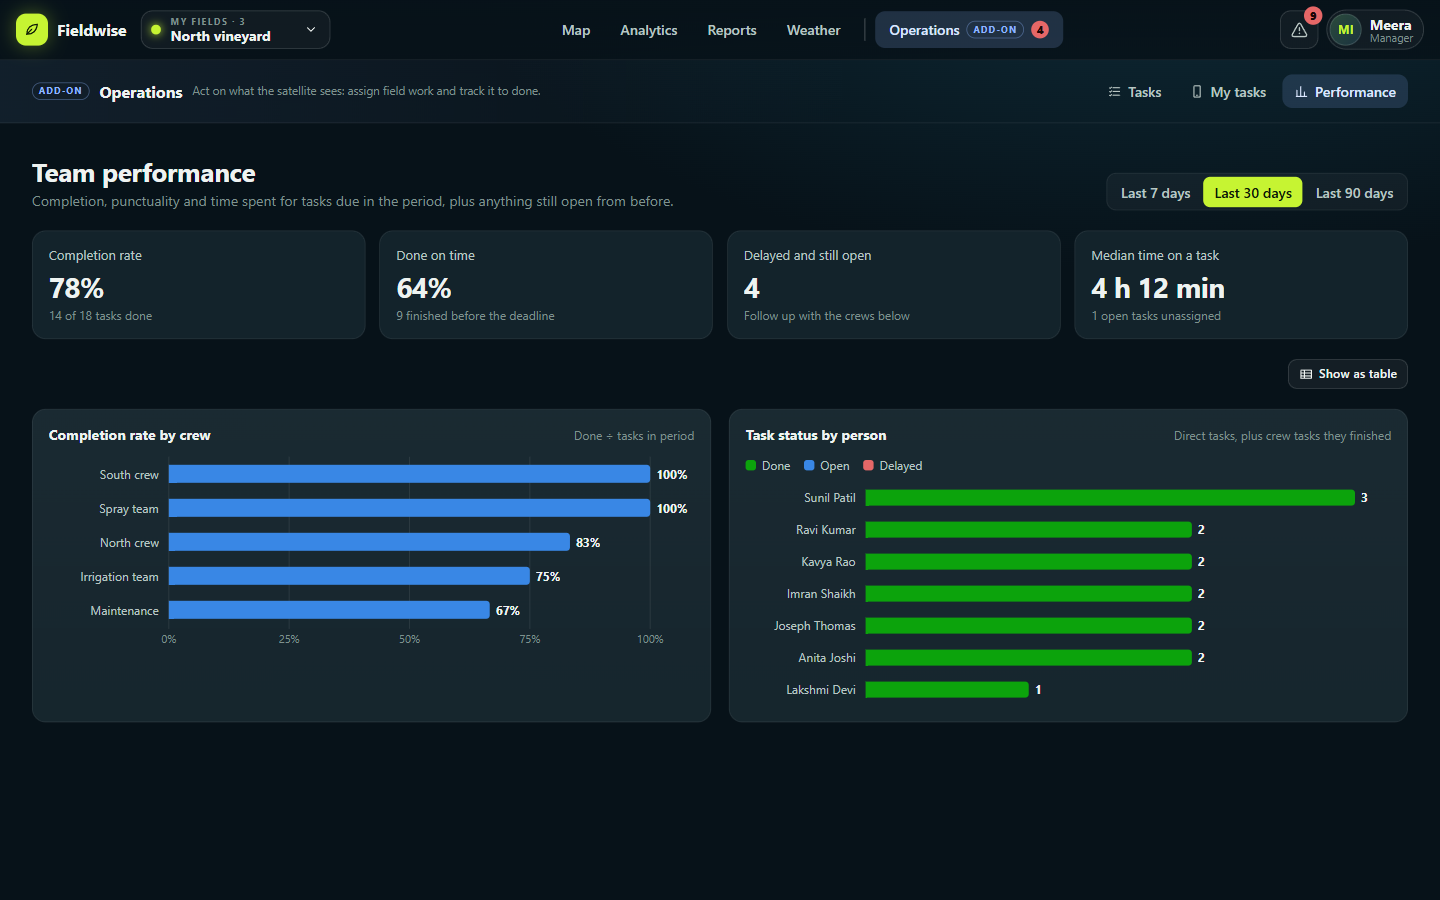 Fieldwise
MY FIELDS · 3
North vineyard
Map
Analytics
Reports
Weather
Operations ADD-ON 4
9
MI
Meera
Manager
ADD-ON Operations Act on what the satellite sees: assign field work and track it to done.
Tasks
My tasks
Performance
Team performance
Completion, punctuality and time spent for tasks due in the period, plus anything still open from before.
Last 7 days
Last 30 days
Last 90 days
Completion rate
78%
14 of 18 tasks done
Done on time
64%
9 finished before the deadline
Delayed and still open
4
Follow up with the crews below
Median time on a task
4 h 12 min
1 open tasks unassigned
Show as table
Completion rate by crew
Done ÷ tasks in period
South crew 100%
Spray team 100%
North crew 83%
Irrigation team 75%
Maintenance 67%
0% 25% 50% 75% 100%
Task status by person
Direct tasks, plus crew tasks they finished
Done Open Delayed
Sunil Patil 3
Ravi Kumar 2
Kavya Rao 2
Imran Shaikh 2
Joseph Thomas 2
Anita Joshi 2
Lakshmi Devi 1